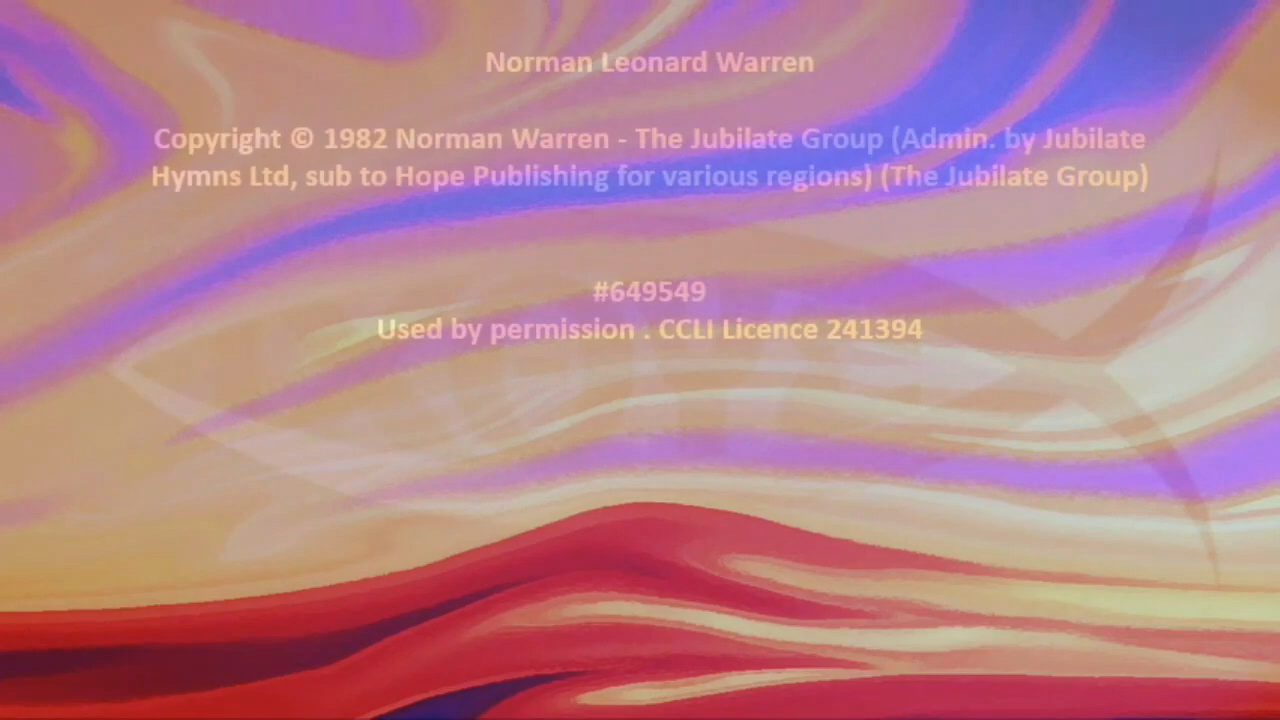 Norman Leonard Warren
Copyright © 1982 Norman Warren - The Jubilate Group (Admin. by Jubilate
Hymns Ltd, sub to Hope Publishing for various regions) (The Jubilate Group)
#649549
Used by permission . CCLI Licence 241394